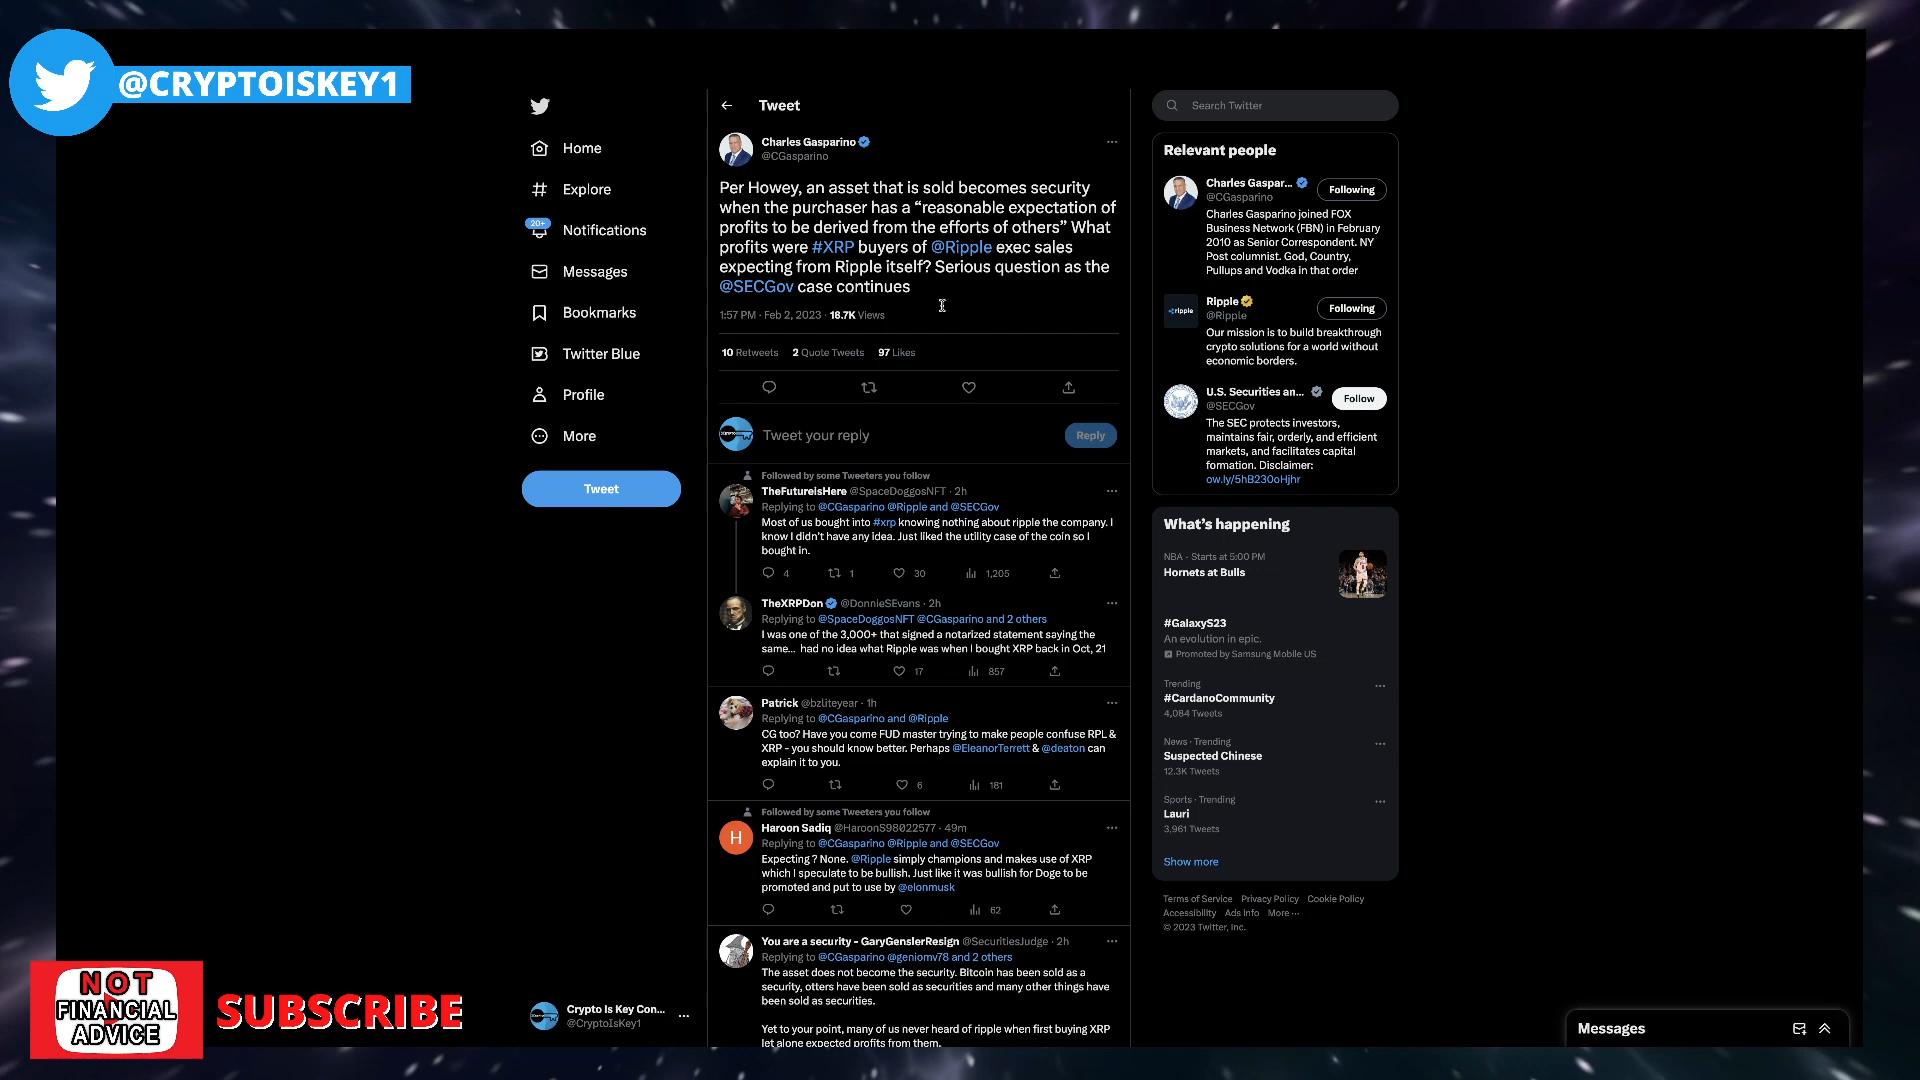 @CRYPTOISKEY1
Home
Explore
20+
Notifications
Messages
Bookmarks
Twitter Blue
Profile
More
Tweet
Crypto Is Key Con...
@CryptoIsKey1
NOT
FINANCIAL
ADVICE
SUBSCRIBE
Tweet
Charles Gasparino
@CGasparino
Per Howey, an asset that is sold becomes security
when the purchaser has a “reasonable expectation of
profits to be derived from the efforts of others” What
profits were #XRP buyers of @Ripple exec sales
expecting from Ripple itself? Serious question as the
@SECGov case continues
1:57 PM · Feb 2, 2023 · 16.7K Views
10 Retweets 2 Quote Tweets 97 Likes
Tweet your reply
Reply
Followed by some Tweeters you follow
TheFutureisHere @SpaceDoggosNFT · 2h
Replying to @CGasparino @Ripple and @SECGov
Most of us bought into #xrp knowing nothing about ripple the company. I
know I didn’t have any idea. Just liked the utility case of the coin so I
bought in.
4 1 30 1,205
TheXRPDon @DonnieSEvans · 2h
Replying to @SpaceDoggosNFT @CGasparino and 2 others
I was one of the 3,000+ that signed a notarized statement saying the
same... had no idea what Ripple was when I bought XRP back in Oct, 21
17 857
Patrick @bzliteyear · 1h
Replying to @CGasparino and @Ripple
CG too? Have you come FUD master trying to make people confuse RPL &
XRP - you should know better. Perhaps @EleanorTerrett & @deaton can
explain it to you.
6 181
Followed by some Tweeters you follow
H
Haroon Sadiq @HaroonS98022577 · 49m
Replying to @CGasparino @Ripple and @SECGov
Expecting ? None. @Ripple simply champions and makes use of XRP
which I speculate to be bullish. Just like it was bullish for Doge to be
promoted and put to use by @elonmusk
62
You are a security - GaryGenslerResign @SecuritiesJudge · 2h
Replying to @CGasparino @geniomv78 and 2 others
The asset does not become the security. Bitcoin has been sold as a
security, otters have been sold as securities and many other things have
been sold as securities.
Yet to your point, many of us never heard of ripple when first buying XRP
let alone expected profits from them.
Search Twitter
Relevant people
Charles Gaspar...
@CGasparino
Following
Charles Gasparino joined FOX
Business Network (FBN) in February
2010 as Senior Correspondent. NY
Post columnist. God, Country,
Pullups and Vodka in that order
ripple
Ripple
@Ripple
Following
Our mission is to build breakthrough
crypto solutions for a world without
economic borders.
U.S. Securities an...
@SECGov
Follow
The SEC protects investors,
maintains fair, orderly, and efficient
markets, and facilitates capital
formation. Disclaimer:
ow.ly/5hB230oHjhr
What’s happening
NBA · Starts at 5:00 PM
Hornets at Bulls
#GalaxyS23
An evolution in epic.
Promoted by Samsung Mobile US
Trending
#CardanoCommunity
4,084 Tweets
News · Trending
Suspected Chinese
12.3K Tweets
Sports · Trending
Lauri
3,961 Tweets
Show more
Terms of Service Privacy Policy Cookie Policy
Accessibility Ads info More ···
© 2023 Twitter, Inc.
Messages